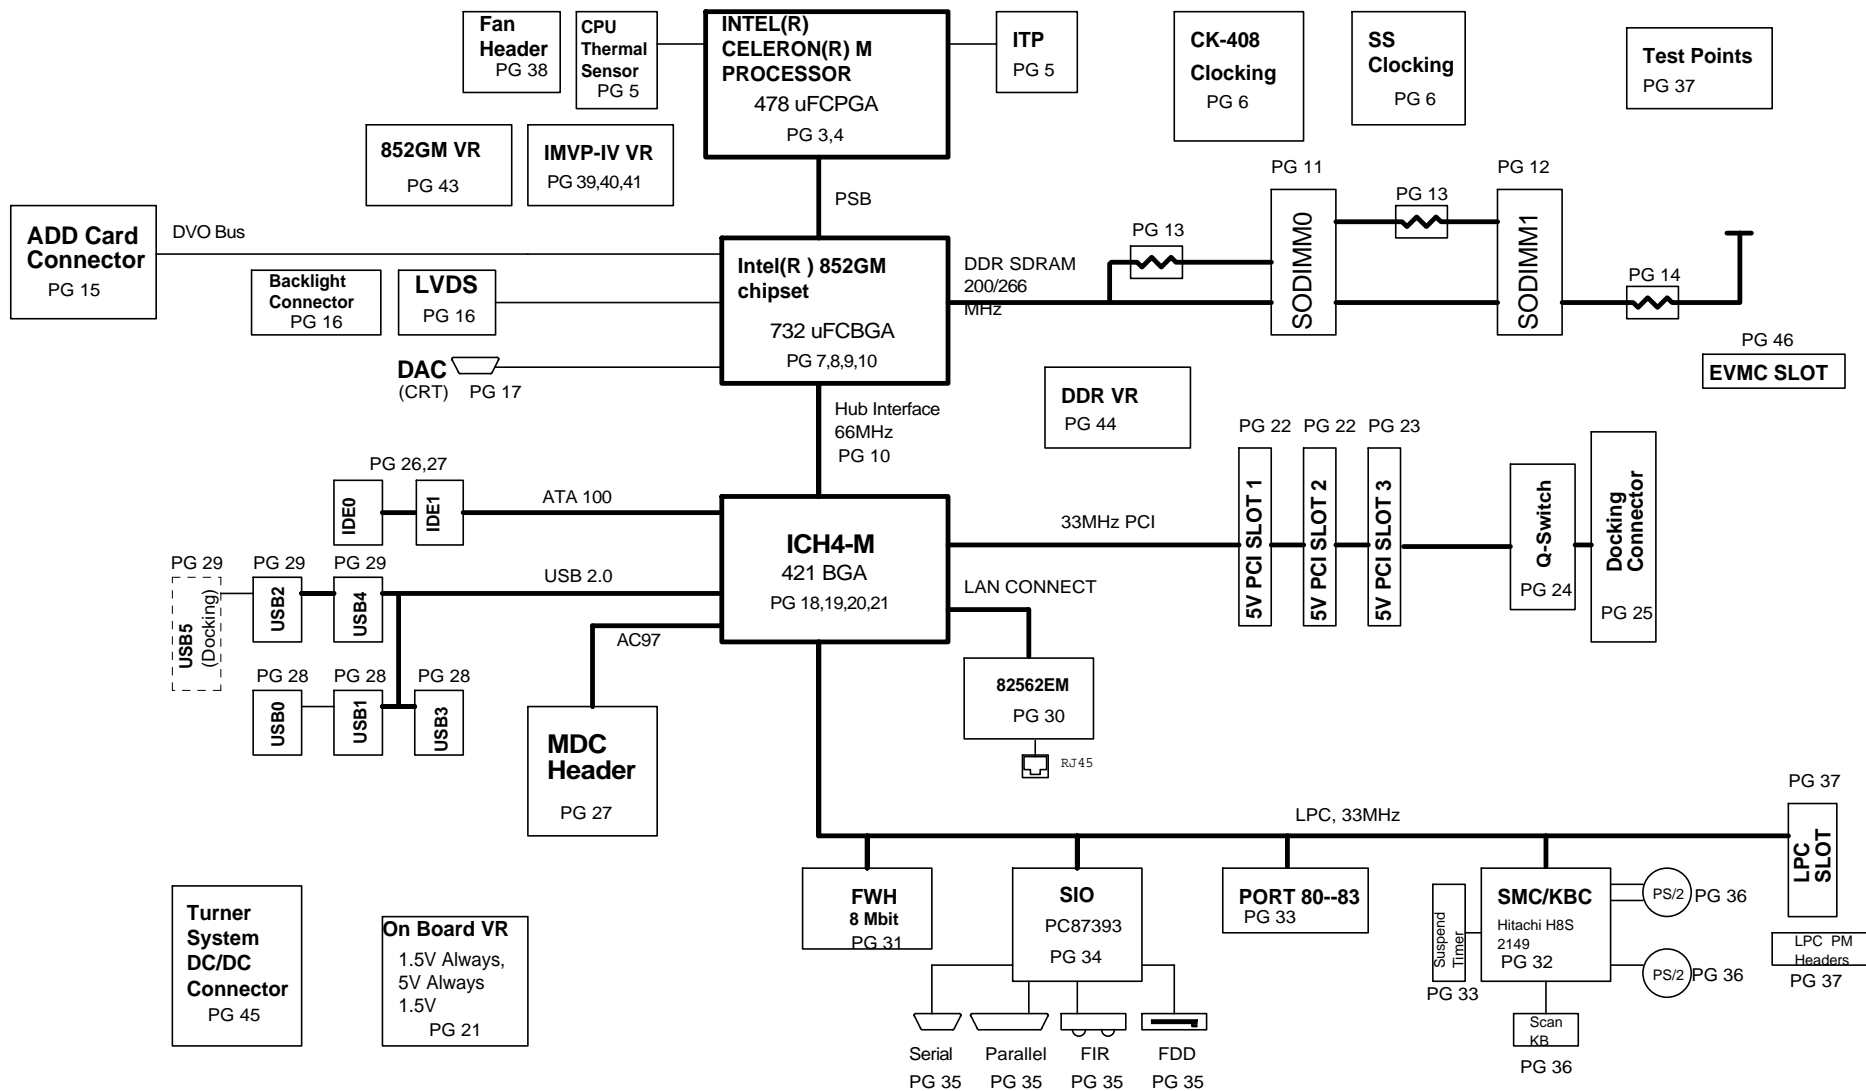 Fan
Header
PG 38
CPU
Thermal
Sensor
PG 5
INTEL(R)
CELERON(R) M
PROCESSOR
478 uFCPGA
PG 3,4
ITP
PG 5
CK-408
Clocking
PG 6
SS
Clocking
PG 6
Test Points
PG 37
852GM VR
PG 43
IMVP-IV VR
PG 39,40,41
PSB
ADD Card
Connector
PG 15
DVO Bus
Backlight
Connector
PG 16
LVDS
PG 16
DAC
(CRT)
PG 17
Intel(R ) 852GM
chipset
732 uFCBGA
PG 7,8,9,10
DDR SDRAM
200/266
MHz
PG 13
PG 11
SODIMM0
PG 13
PG 12
SODIMM1
PG 14
PG 46
EVMC SLOT
DDR VR
PG 44
Hub Interface
66MHz
PG 10
PG 26,27
IDE0
IDE1
ATA 100
ICH4-M
421 BGA
PG 18,19,20,21
33MHz PCI
PG 22
5V PCI SLOT 1
PG 22
5V PCI SLOT 2
PG 23
5V PCI SLOT 3
Q-Switch
PG 24
Docking
Connector
PG 25
PG 29
USB5
(Docking)
PG 29
USB2
PG 29
USB4
USB 2.0
PG 28
USB0
PG 28
USB1
PG 28
USB3
AC97
MDC
Header
PG 27
LAN CONNECT
82562EM
PG 30
RJ45
LPC, 33MHz
PG 37
LPC
SLOT
Turner
System
DC/DC
Connector
PG 45
On Board VR
1.5V Always,
5V Always
1.5V
PG 21
FWH
8 Mbit
PG 31
SIO
PC87393
PG 34
PORT 80--83
PG 33
Suspend
Timer
PG 33
SMC/KBC
Hitachi H8S
2149
PG 32
PS/2
PG 36
PS/2
PG 36
LPC PM
Headers
PG 37
Serial
PG 35
Parallel
PG 35
FIR
PG 35
FDD
PG 35
Scan
KB
PG 36